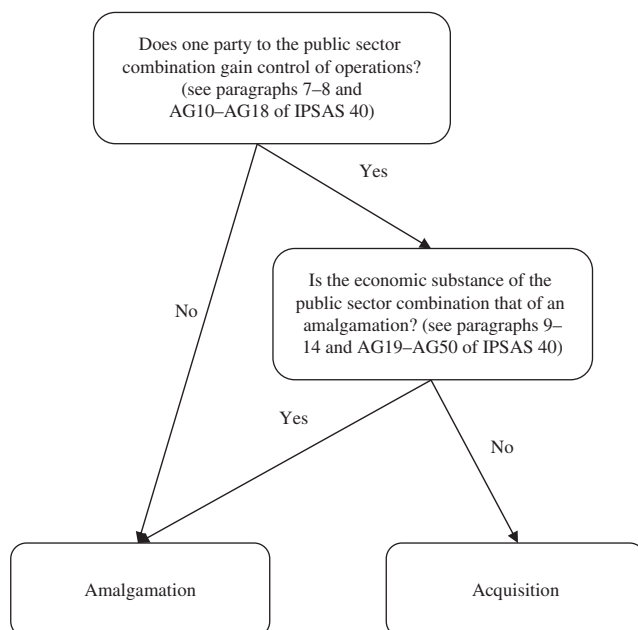 Does one party to the public sector
combination gain control of operations?
(see paragraphs 7–8 and
AG10–AG18 of IPSAS 40)
Yes
Is the economic substance of the
public sector combination that of an
amalgamation? (see paragraphs 9–
14 and AG19–AG50 of IPSAS 40)
No
Yes
No
Amalgamation
Acquisition